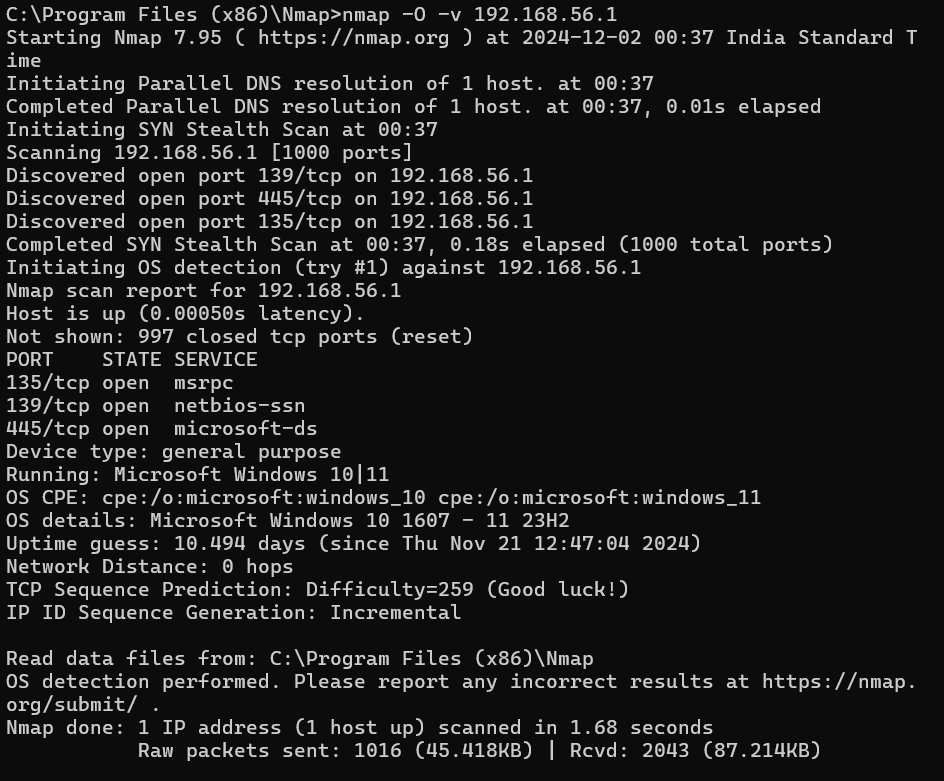 C:\Program Files (x86)\Nmap>nmap -O -v 192.168.56.1
Starting Nmap 7.95 ( https://nmap.org ) at 2024-12-02 00:37 India Standard T
ime
Initiating Parallel DNS resolution of 1 host. at 00:37
Completed Parallel DNS resolution of 1 host. at 00:37, 0.01s elapsed
Initiating SYN Stealth Scan at 00:37
Scanning 192.168.56.1 [1000 ports]
Discovered open port 139/tcp on 192.168.56.1
Discovered open port 445/tcp on 192.168.56.1
Discovered open port 135/tcp on 192.168.56.1
Completed SYN Stealth Scan at 00:37, 0.18s elapsed (1000 total ports)
Initiating OS detection (try #1) against 192.168.56.1
Nmap scan report for 192.168.56.1
Host is up (0.00050s latency).
Not shown: 997 closed tcp ports (reset)
PORT    STATE SERVICE
135/tcp open  msrpc
139/tcp open  netbios-ssn
445/tcp open  microsoft-ds
Device type: general purpose
Running: Microsoft Windows 10|11
OS CPE: cpe:/o:microsoft:windows_10 cpe:/o:microsoft:windows_11
OS details: Microsoft Windows 10 1607 - 11 23H2
Uptime guess: 10.494 days (since Thu Nov 21 12:47:04 2024)
Network Distance: 0 hops
TCP Sequence Prediction: Difficulty=259 (Good luck!)
IP ID Sequence Generation: Incremental

Read data files from: C:\Program Files (x86)\Nmap
OS detection performed. Please report any incorrect results at https://nmap.
org/submit/ .
Nmap done: 1 IP address (1 host up) scanned in 1.68 seconds
           Raw packets sent: 1016 (45.418KB) | Rcvd: 2043 (87.214KB)